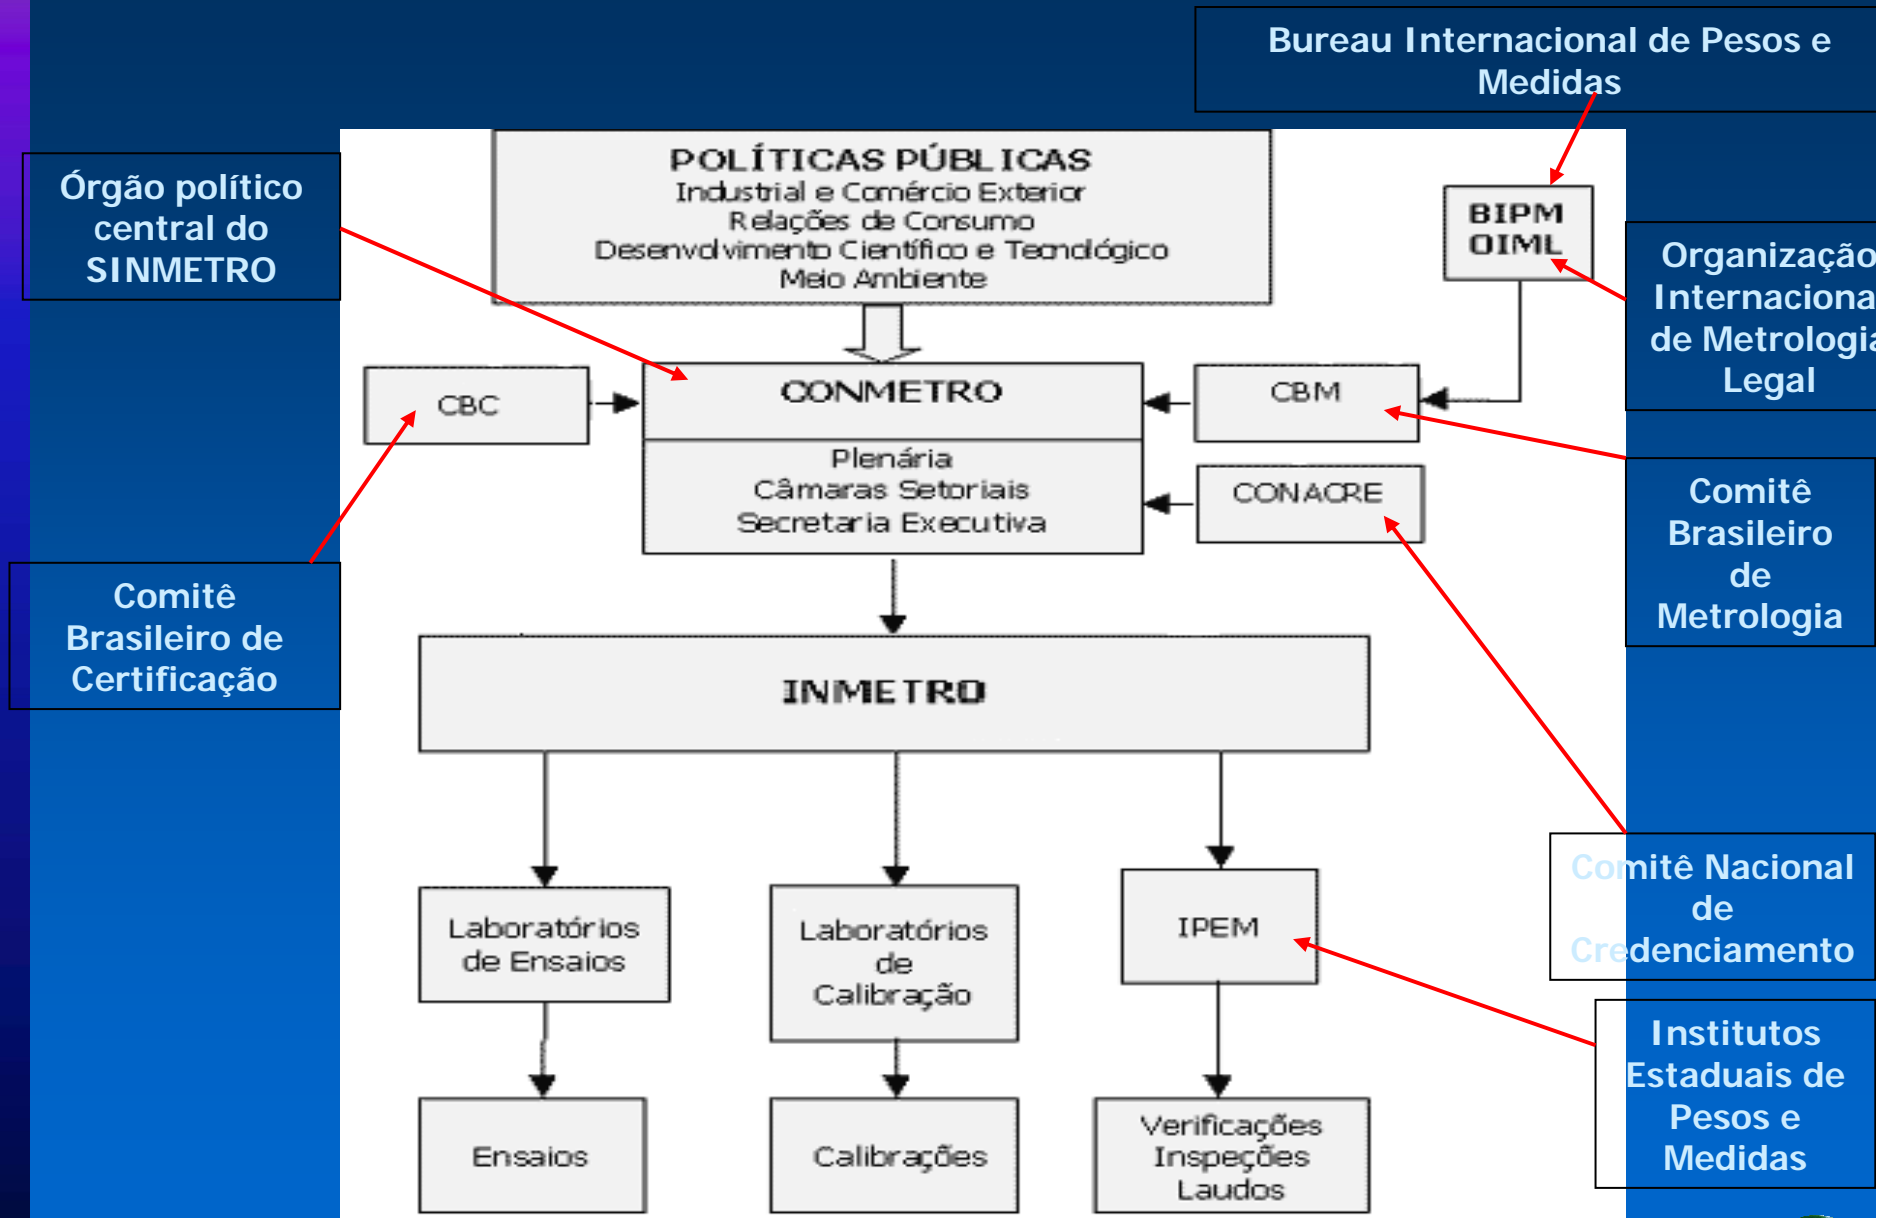 Bureau Internacional de Pesos e
Medidas
Órgão político
central do
SINMETRO
POLÍTICAS PÚBLICAS
Industrial e Comércio Exterior
Relações de Consumo
Desenvolvimento Científico e Tecnológico
Meio Ambiente
BIPM
OIML
Organização
Internaciona
de Metrologia
Legal
CBC
CONMETRO
CBM
Plenária
Câmaras Setoriais
Secretaria Executiva
CONACRE
Comitê
Brasileiro
de
Metrologia
Comitê
Brasileiro de
Certificação
INMETRO
Laboratórios
de Ensaios
Laboratórios
de
Calibração
IPEM
Comitê Nacional
de
Credenciamento
Institutos
Estaduais de
Pesos e
Medidas
Ensaios
Calibrações
Verificações
Inspeções
Laudos